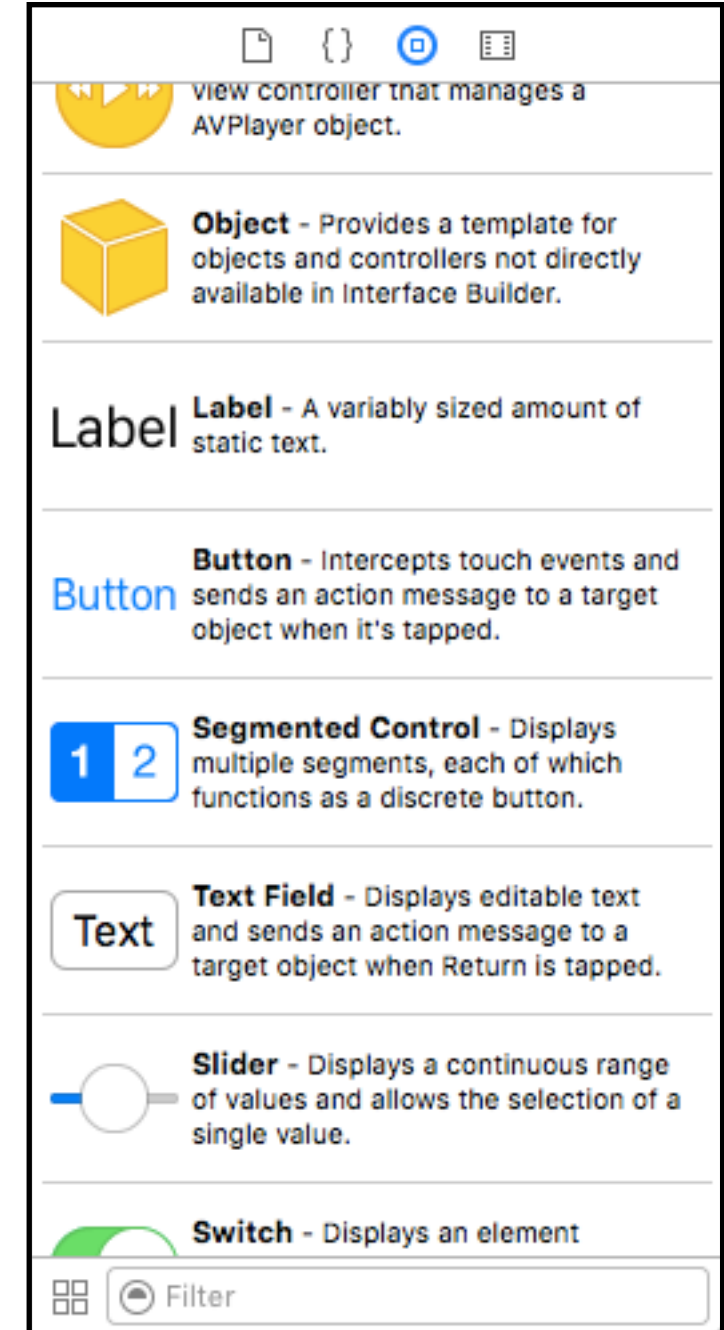 {}
view controller that manages a
AVPlayer object.
Object - Provides a template for
objects and controllers not directly
available in Interface Builder.
Label
Label - A variably sized amount of
static text.
Button
Button - Intercepts touch events and
sends an action message to a target
object when it's tapped.
1 2
Segmented Control - Displays
multiple segments, each of which
functions as a discrete button.
Text
Text Field - Displays editable text
and sends an action message to a
target object when Return is tapped.
Slider - Displays a continuous range
of values and allows the selection of a
single value.
Switch - Displays an element
Filter